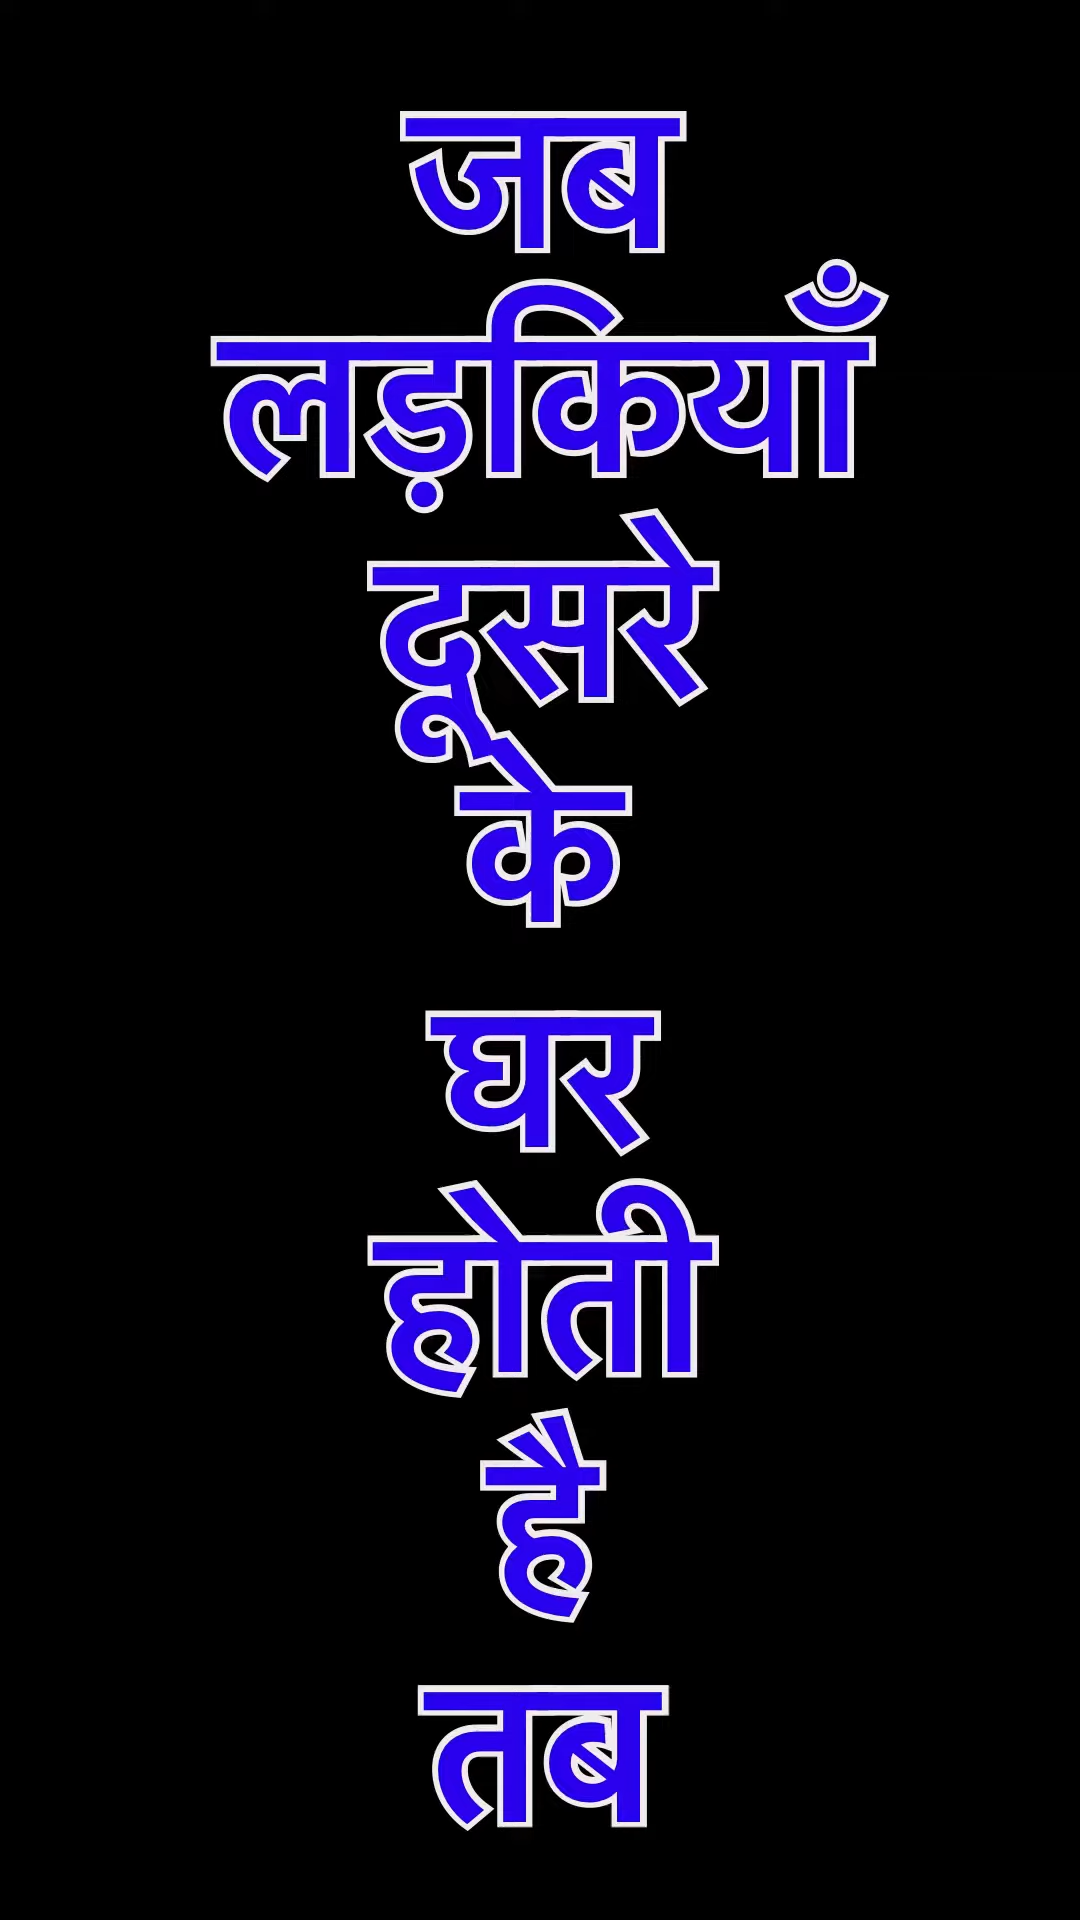 जब
लड़कियाँ
दूसरे
के
घर
होती
है
तब